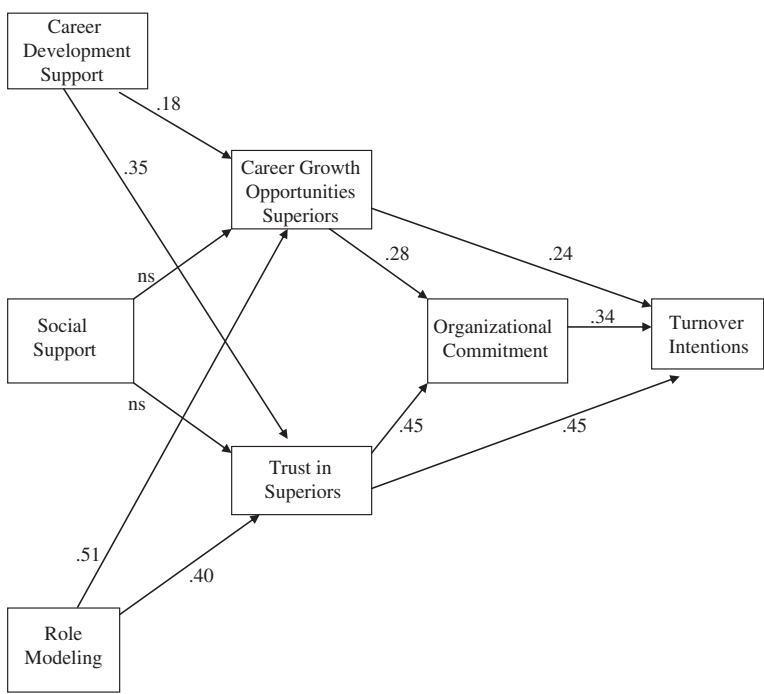 Career
Development
Support
.18
.35
Career Growth
Opportunities
Superiors
.28
.24
ns
Social
Support
Organizational
Commitment
.34
Turnover
Intentions
ns
.45
.45
Trust in
Superiors
.51
.40
Role
Modeling